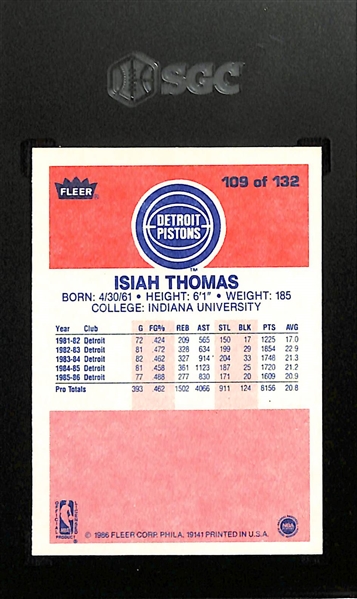 SGC
FLEER
109 of 132
DETROIT
PISTONS
TM
ISIAH THOMAS
BORN: 4/30/61 • HEIGHT: 6'1" • WEIGHT: 185
COLLEGE: INDIANA UNIVERSITY
Year Club G FG% REB AST STL BLK PTS AVG
1981-82 Detroit 72 .424 209 565 150 17 1225 17.0
1982-83 Detroit 81 .472 328 634 199 29 1854 22.9
1983-84 Detroit 82 .462 327 914 204 33 1748 21.3
1984-85 Detroit 81 .458 361 1123 187 25 1720 21.2
1985-86 Detroit 77 .488 277 830 171 20 1609 20.9
Pro Totals 393 .462 1502 4066 911 124 8156 20.8
NBA
PRODUCT
© 1986 FLEER CORP. PHILA. 19141 PRINTED IN U.S.A.